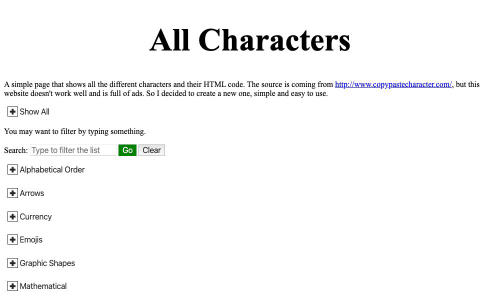 All Characters
A simple page that shows all the different characters and their HTML code. The source is coming from http://www.copypastecharacter.com/, but this
website doesn't work well and is full of ads. So I decided to create a new one, simple and easy to use.
Show All
You may want to filter by typing something.
Search: Type to filter the list Go Clear
Alphabetical Order
Arrows
Currency
Emojis
Graphic Shapes
Mathematical